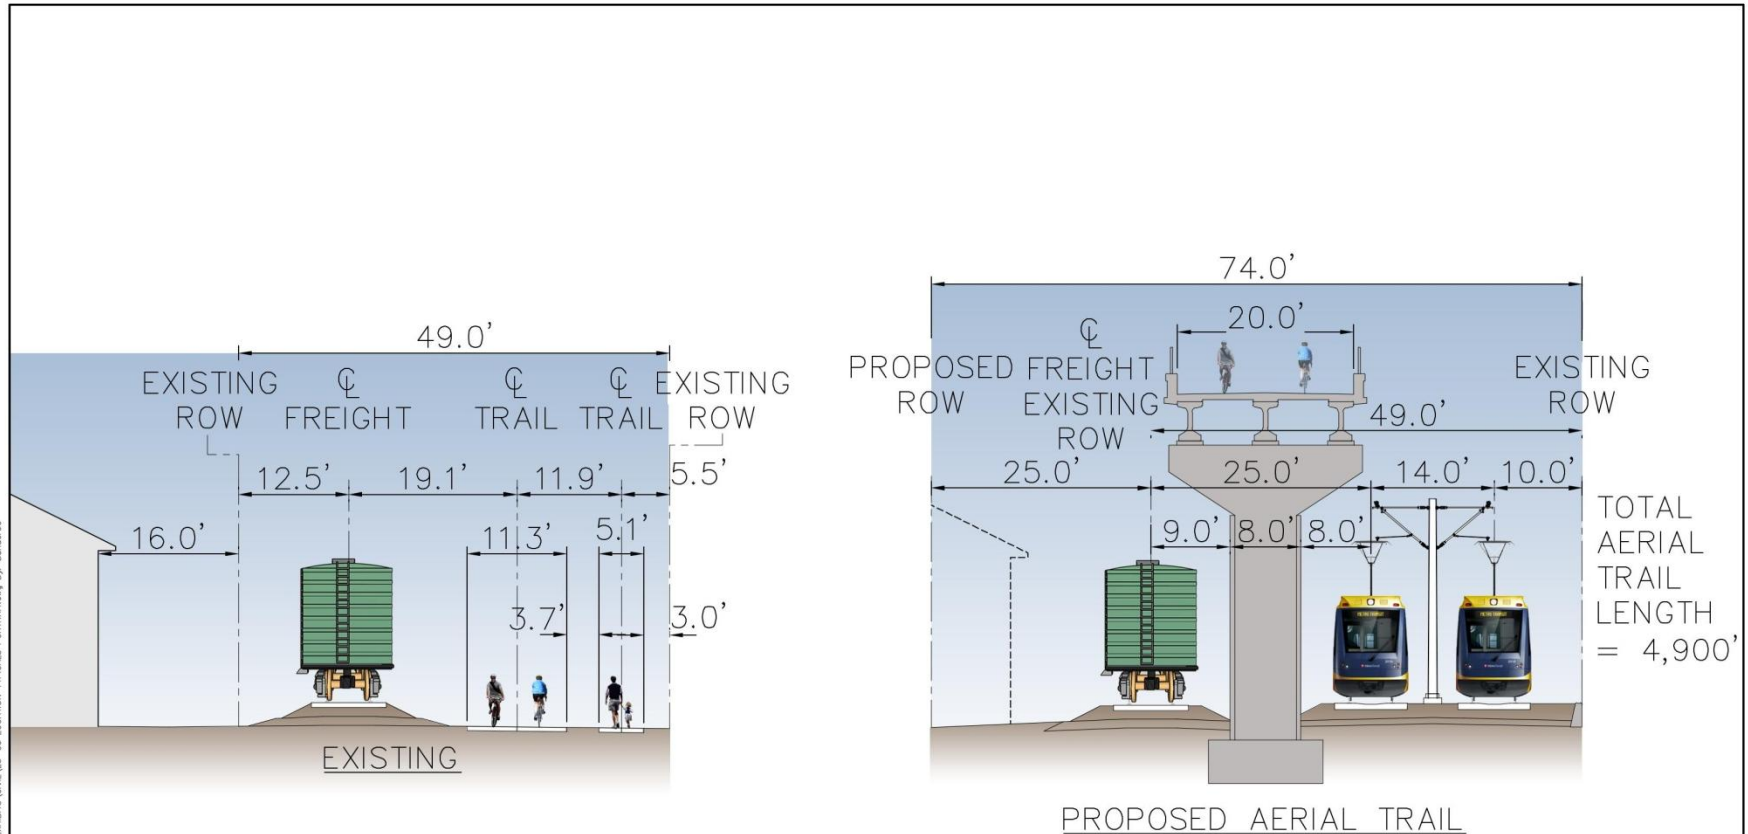 49.0'
EXISTING
ROW
℄
FREIGHT
℄
TRAIL
℄
TRAIL
EXISTING
ROW
12.5'
19.1'
11.9'
5.5'
16.0'
11.3'
5.1'
3.7'
3.0'
EXISTING
74.0'
20.0'
PROPOSED
ROW
℄
FREIGHT
EXISTING
ROW
EXISTING
ROW
49.0'
25.0'
25.0'
14.0'
10.0'
9.0'
8.0'
8.0'
TOTAL
AERIAL
TRAIL
LENGTH
= 4,900'
PROPOSED AERIAL TRAIL